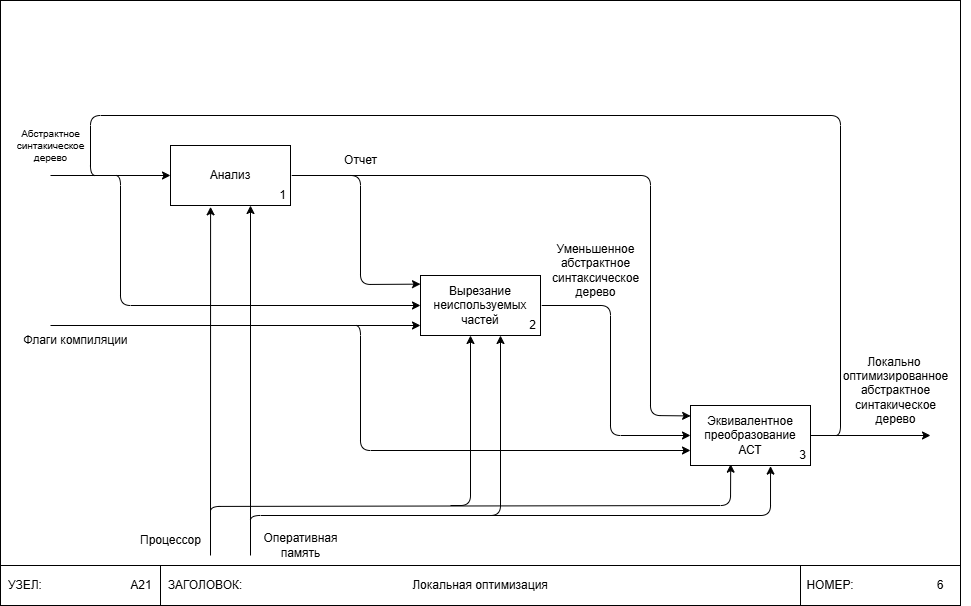 Абстрактное
синтакическое
дерево
Анализ
1
Отчет
Уменьшенное
абстрактное
синтаксическое
дерево
Вырезание
неиспользуемых
частей
2
Флаги компиляции
Локально
оптимизированное
абстрактное
синтакическое
дерево
Эквивалентное
преобразование
АСТ
3
Процессор
Оперативная
память
УЗЕЛ:
А21
ЗАГОЛОВОК:
Локальная оптимизация
НОМЕР:
6